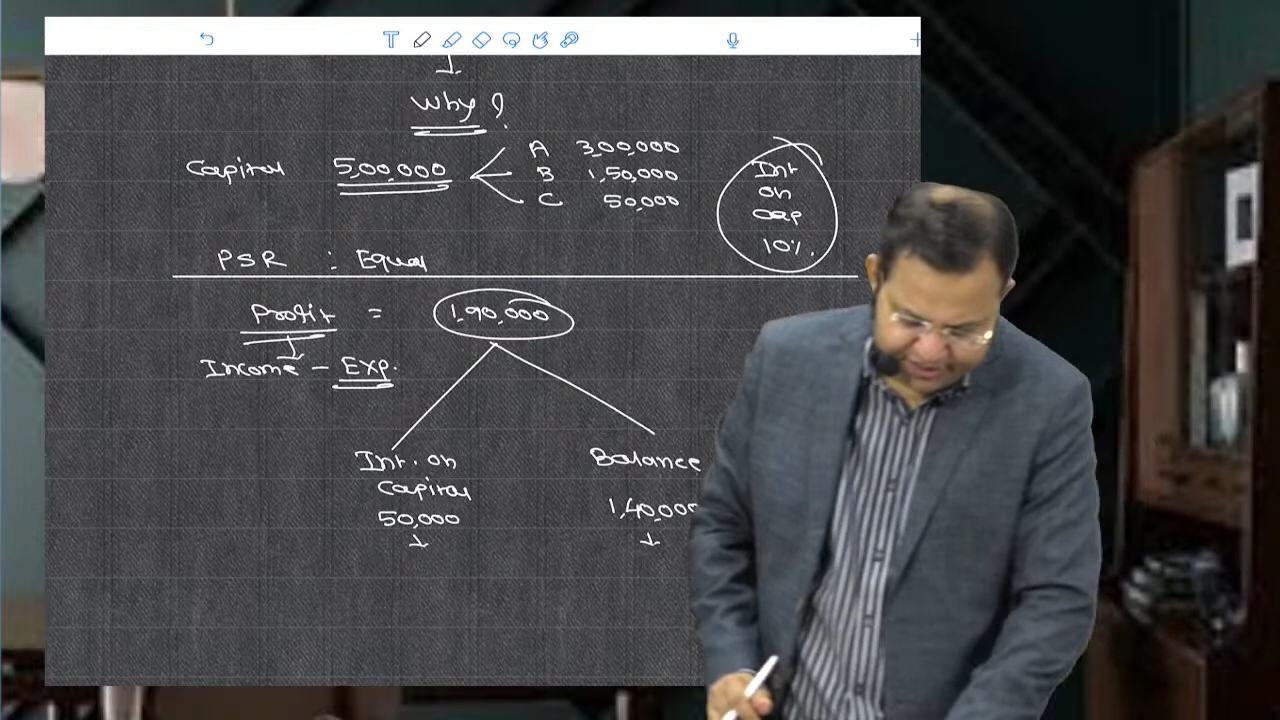 Why ?
Capital 5,00,000
A 3,00,000
B 1,50,000
C 50,000
Int
on
cap
10%.
PSR : Equal
Profit = 1,90,000
Income - Exp.
Int. on
Capital
50,000
Balance
1,40,000